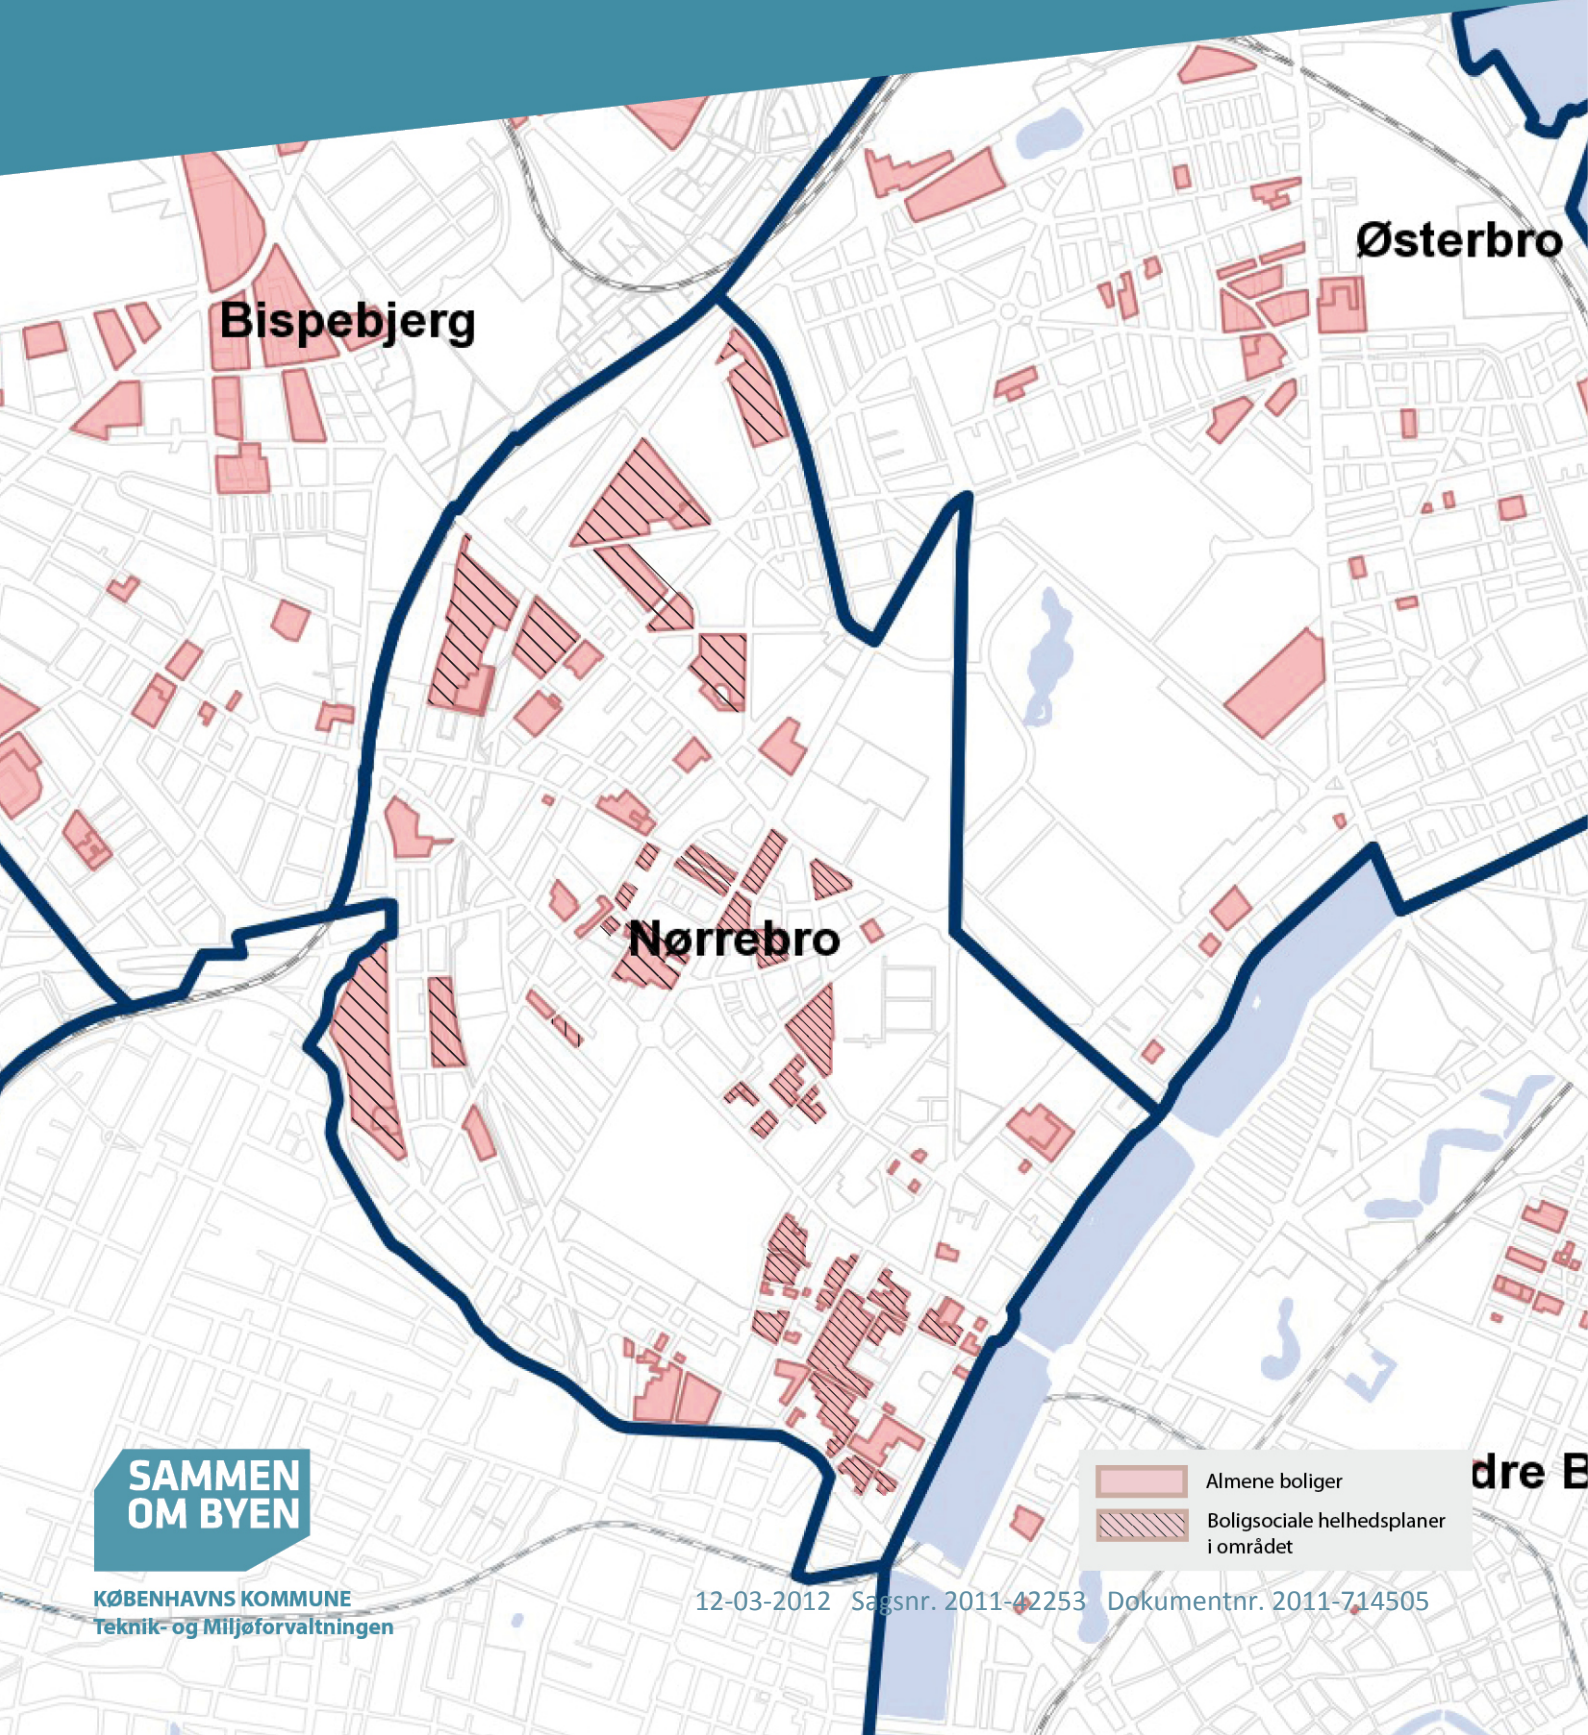 Østerbro
Bispebjerg
Nørrebro
SAMMEN
OM BYEN
Almene boliger
dre B
Boligsociale helhedsplaner
i området
KØBENHAVNS KOMMUNE
Teknik- og Miljøforvaltningen
12-03-2012 Sagsnr. 2011-42253 Dokumentnr. 2011-714505